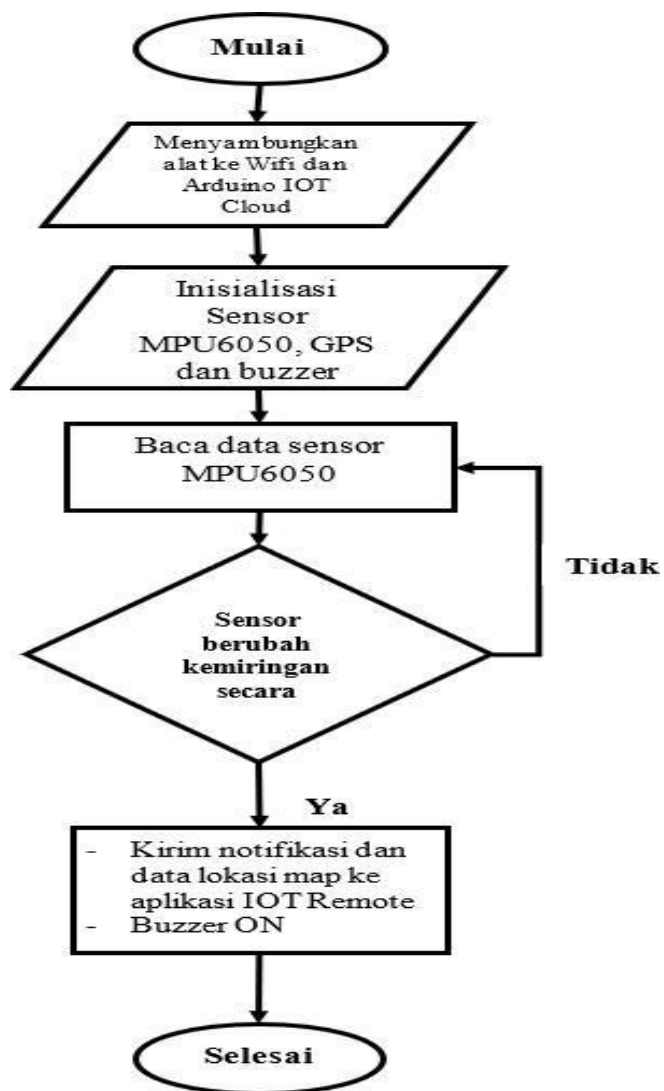 Mulai
Menyambungkan
alat ke Wifi dan
Arduino IOT
Cloud
Inisialisasi
Sensor
MPU6050, GPS
dan buzzer
Baca data sensor
MPU6050
Tidak
Sensor
berubah
kemiringan
secara
Ya
- Kirim notifikasi dan
data lokasi map ke
aplikasi IOT Remote
- Buzzer ON
Selesai